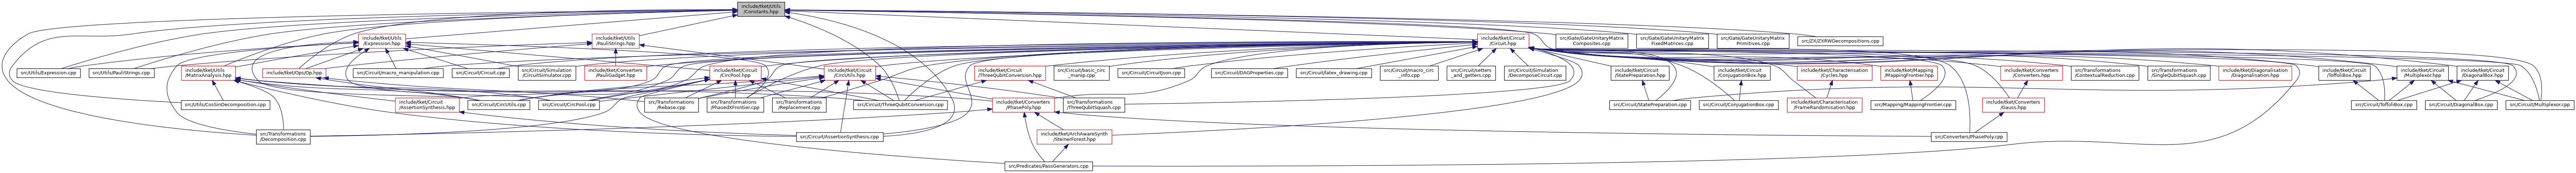 include/tket/Utils
/Constants.hpp
include/tket/Utils
/Expression.hpp
include/tket/Utils
/PauliStrings.hpp
include/tket/Circuit
/Circuit.hpp
src/Gate/GateUnitaryMatrix
Composites.cpp
src/Gate/GateUnitaryMatrix
FixedMatrices.cpp
src/Gate/GateUnitaryMatrix
Primitives.cpp
src/ZX/ZXRWDecompositions.cpp
src/Utils/Expression.cpp
src/Utils/PauliStrings.cpp
include/tket/Utils
/MatrixAnalysis.hpp
include/tket/Ops/Op.hpp
src/Circuit/macro_manipulation.cpp
src/Circuit/Circuit.cpp
src/Circuit/Simulation
/CircuitSimulator.cpp
include/tket/Converters
/PauliGadget.hpp
include/tket/Circuit
/CircPool.hpp
include/tket/Circuit
/CircUtils.hpp
include/tket/Circuit
/ThreeQubitConversion.hpp
src/Circuit/basic_circ
_manip.cpp
src/Circuit/CircuitJson.cpp
src/Circuit/DAGProperties.cpp
src/Circuit/latex_drawing.cpp
src/Circuit/macro_circ
_info.cpp
src/Circuit/setters
_and_getters.cpp
src/Circuit/Simulation
/DecomposeCircuit.cpp
include/tket/Circuit
/StatePreparation.hpp
include/tket/Circuit
/ConjugationBox.hpp
include/tket/Characterisation
/Cycles.hpp
include/tket/Mapping
/MappingFrontier.hpp
include/tket/Converters
/Converters.hpp
src/Transformations
/ContextualReduction.cpp
src/Transformations
/SingleQubitSquash.cpp
include/tket/Diagonalisation
/Diagonalisation.hpp
include/tket/Circuit
/ToffoliBox.hpp
include/tket/Circuit
/Multiplexor.hpp
include/tket/Circuit
/DiagonalBox.hpp
src/Utils/CosSinDecomposition.cpp
include/tket/Circuit
/AssertionSynthesis.hpp
src/Circuit/CircUtils.cpp
src/Circuit/CircPool.cpp
src/Transformations
/Rebase.cpp
src/Transformations
/PhasedXFrontier.cpp
src/Transformations
/Replacement.cpp
src/Circuit/ThreeQubitConversion.cpp
include/tket/Converters
/PhasePoly.hpp
src/Transformations
/ThreeQubitSquash.cpp
src/Circuit/StatePreparation.cpp
src/Circuit/ConjugationBox.cpp
include/tket/Characterisation
/FrameRandomisation.hpp
src/Mapping/MappingFrontier.cpp
include/tket/Converters
/Gauss.hpp
src/Circuit/ToffoliBox.cpp
src/Circuit/DiagonalBox.cpp
src/Circuit/Multiplexor.cpp
src/Transformations
/Decomposition.cpp
src/Circuit/AssertionSynthesis.cpp
include/tket/ArchAwareSynth
/SteinerForest.hpp
src/Converters/PhasePoly.cpp
src/Predicates/PassGenerators.cpp